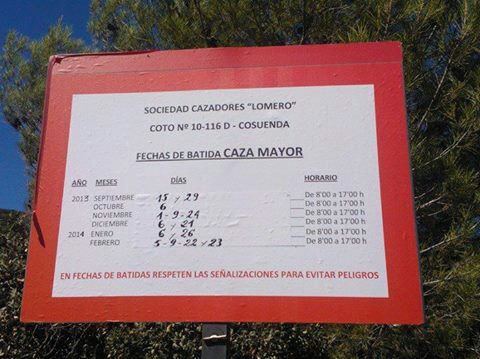 SOCIEDAD CAZADORES "LOMERO"
COTO Nº 10-116 D - COSUENDA
FECHAS DE BATIDA CAZA MAYOR
AÑO MESES DÍAS HORARIO
2013 SEPTIEMBRE 15 y 29 De 8'00 a 17'00 h
OCTUBRE 6 De 8'00 a 17'00 h
NOVIEMBRE 1-9-24 De 8'00 a 17'00 h
DICIEMBRE 6 y 21 De 8'00 a 17'00 h
2014 ENERO 6 y 26 De 8'00 a 17'00 h
FEBRERO 5-9-22 y 23 De 8'00 a 17'00 h
EN FECHAS DE BATIDAS RESPETEN LAS SEÑALIZACIONES PARA EVITAR PELIGROS